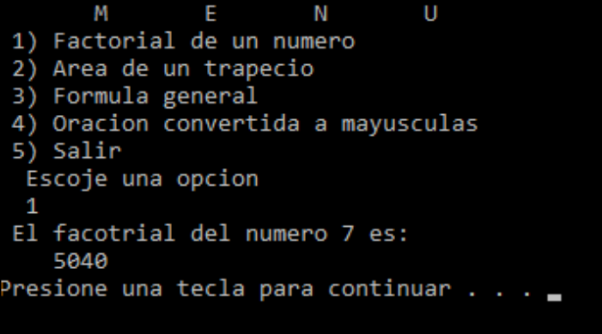 M E N U
1) Factorial de un numero
2) Area de un trapecio
3) Formula general
4) Oracion convertida a mayusculas
5) Salir
Escoje una opcion
1
El facotrial del numero 7 es:
5040
Presione una tecla para continuar . . .